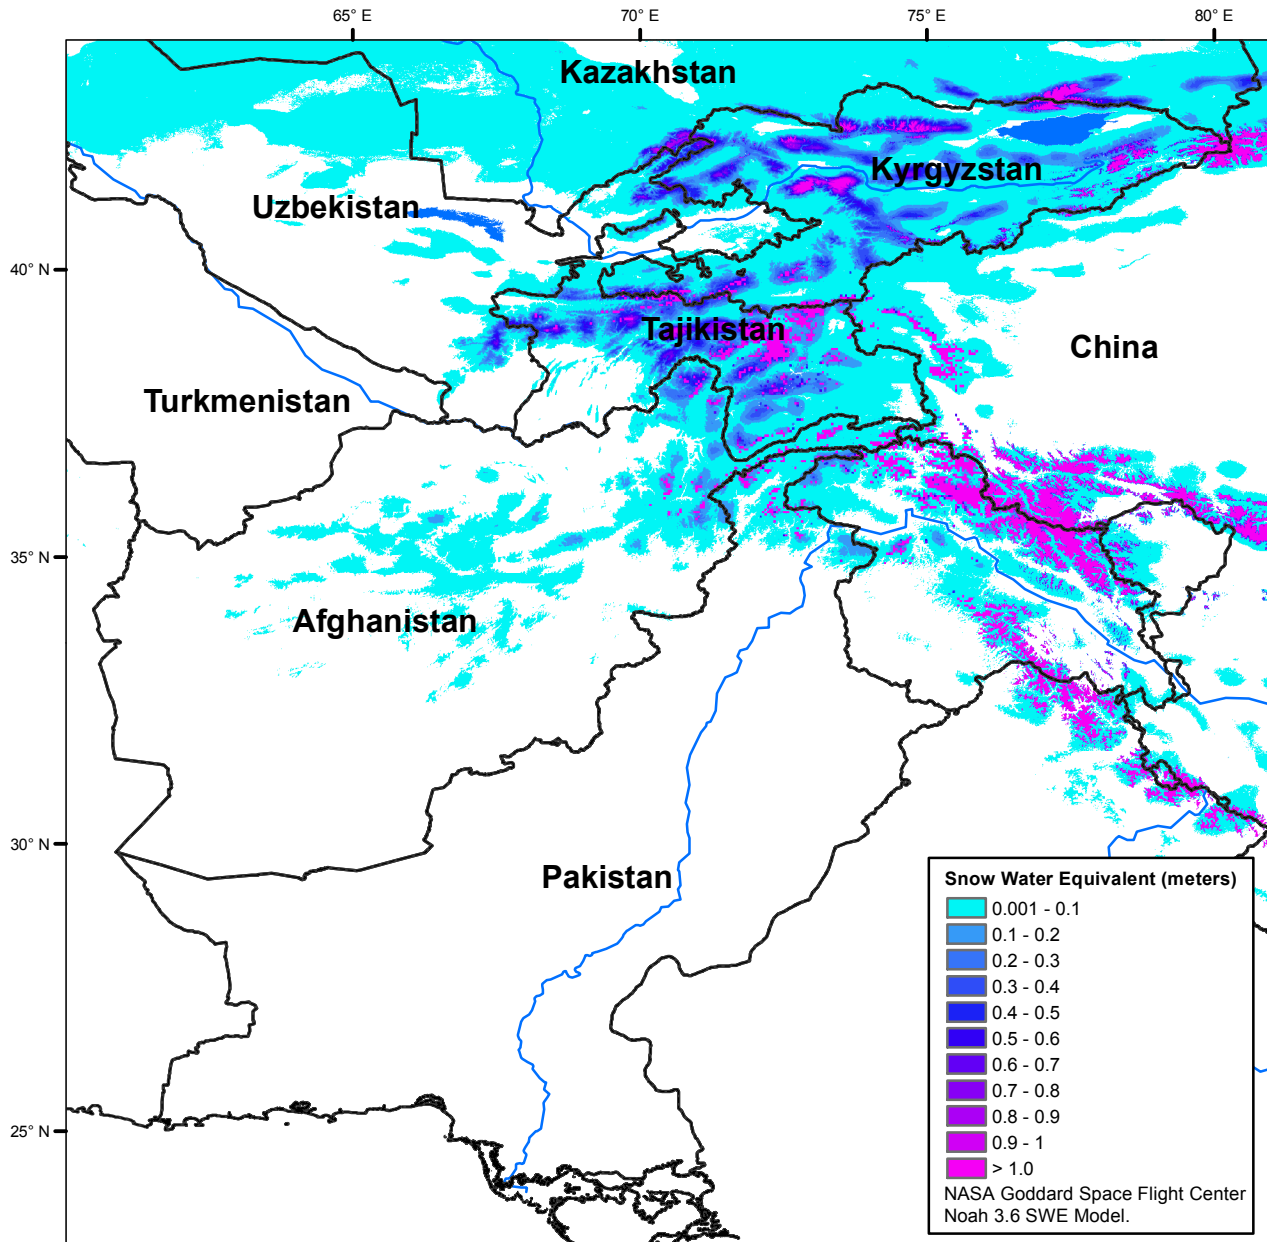 65° E
70° E
75° E
80° E
Kazakhstan
Kyrgyzstan
Uzbekistan
40° N
Tajikistan
China
Turkmenistan
35° N
Afghanistan
30° N
Pakistan
25° N
Snow Water Equivalent (meters)
0.001 - 0.1
0.1 - 0.2
0.2 - 0.3
0.3 - 0.4
0.4 - 0.5
0.5 - 0.6
0.6 - 0.7
0.7 - 0.8
0.8 - 0.9
0.9 - 1
> 1.0
NASA Goddard Space Flight Center
Noah 3.6 SWE Model.